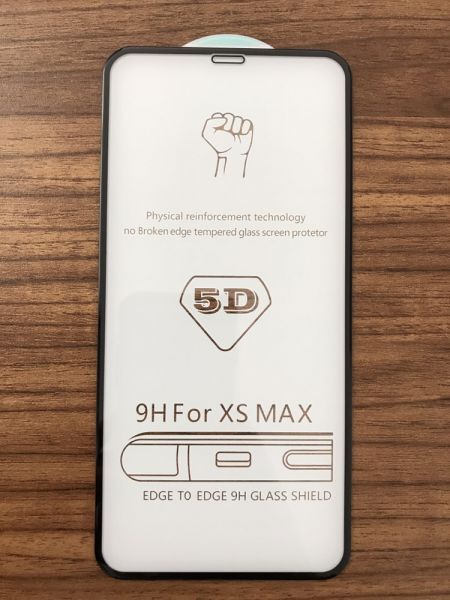 Physical reinforcement technology
no Broken edge tempered glass screen protetor
5D
9H For XS MAX
EDGE TO EDGE 9H GLASS SHIELD